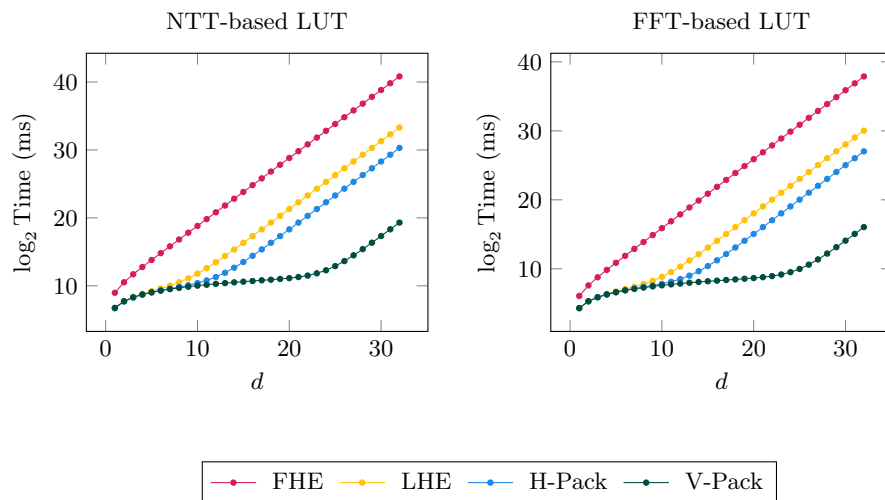 NTT-based LUT
40
30
20
10
0 10 20 30
d
log₂ Time (ms)
FFT-based LUT
40
30
20
10
0 10 20 30
d
log₂ Time (ms)
FHE LHE H-Pack V-Pack